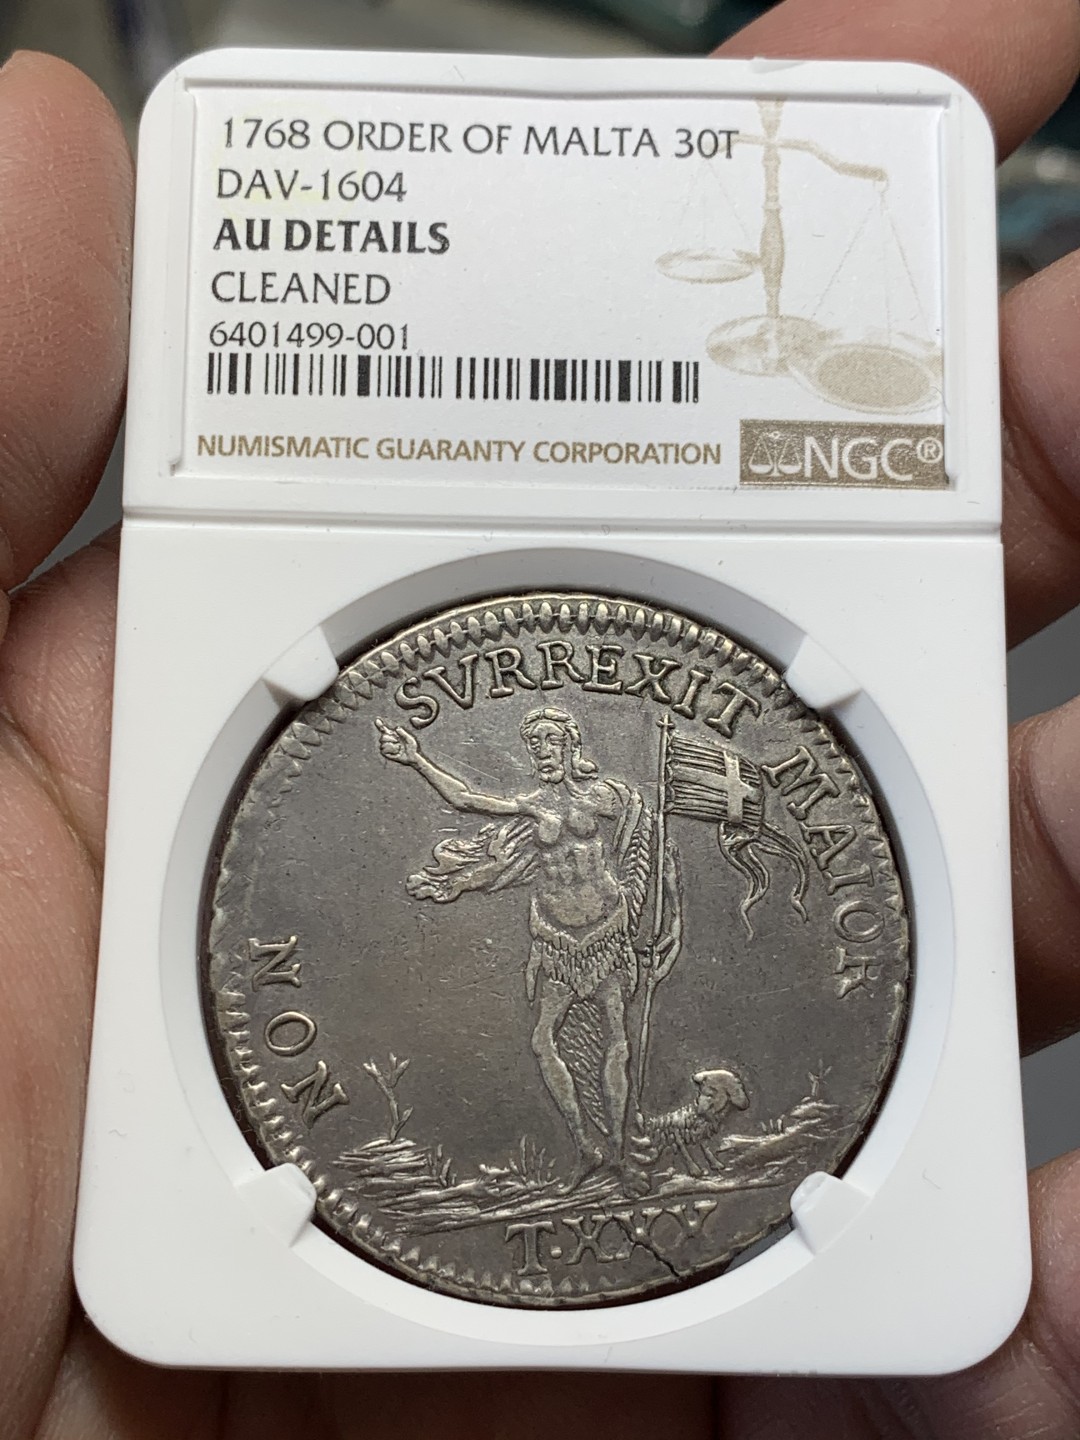 1768 ORDER OF MALTA 30T
DAV-1604
AU DETAILS
CLEANED
6401499-001
NUMISMATIC GUARANTY CORPORATION
NGC®
NON SVRREXIT MAIOR
T·XXX